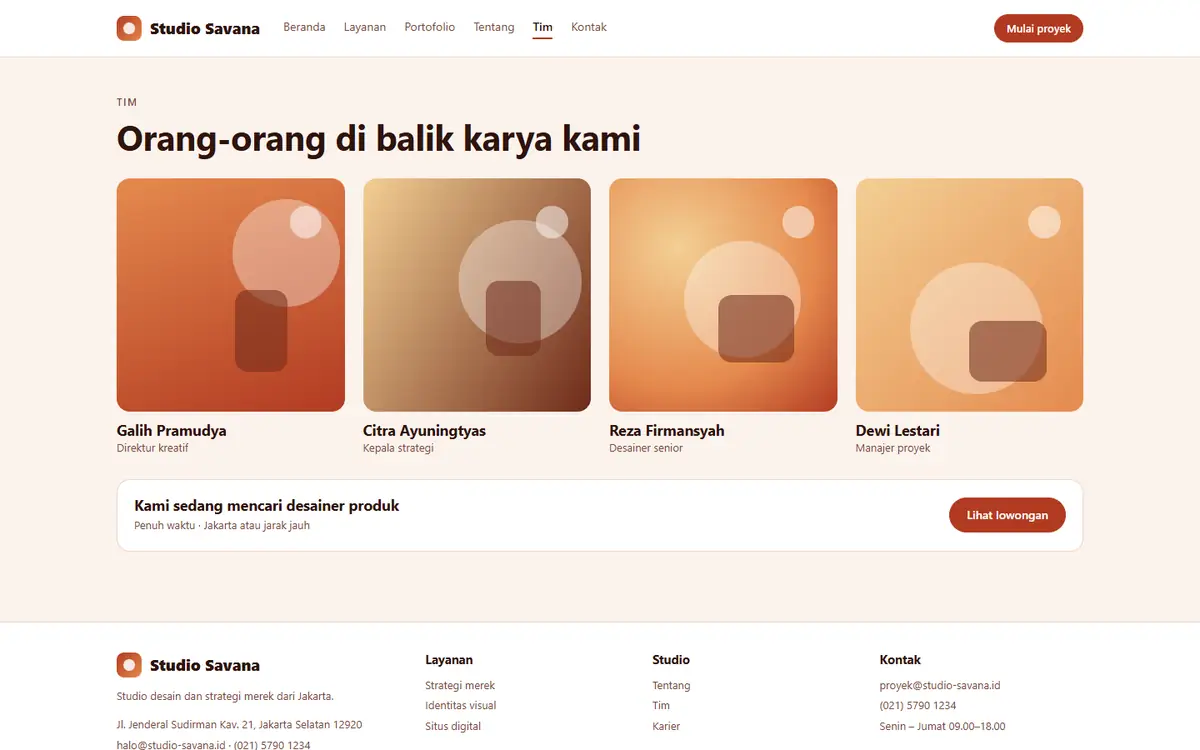 Studio Savana
Beranda
Layanan
Portofolio
Tentang
Tim
Kontak
Mulai proyek
TIM
Orang-orang di balik karya kami
Galih Pramudya
Direktur kreatif
Citra Ayuningtyas
Kepala strategi
Reza Firmansyah
Desainer senior
Dewi Lestari
Manajer proyek
Kami sedang mencari desainer produk
Penuh waktu · Jakarta atau jarak jauh
Lihat lowongan
Studio Savana
Studio desain dan strategi merek dari Jakarta.
Jl. Jenderal Sudirman Kav. 21, Jakarta Selatan 12920
halo@studio-savana.id · (021) 5790 1234
Layanan
Strategi merek
Identitas visual
Situs digital
Studio
Tentang
Tim
Karier
Kontak
proyek@studio-savana.id
(021) 5790 1234
Senin – Jumat 09.00–18.00